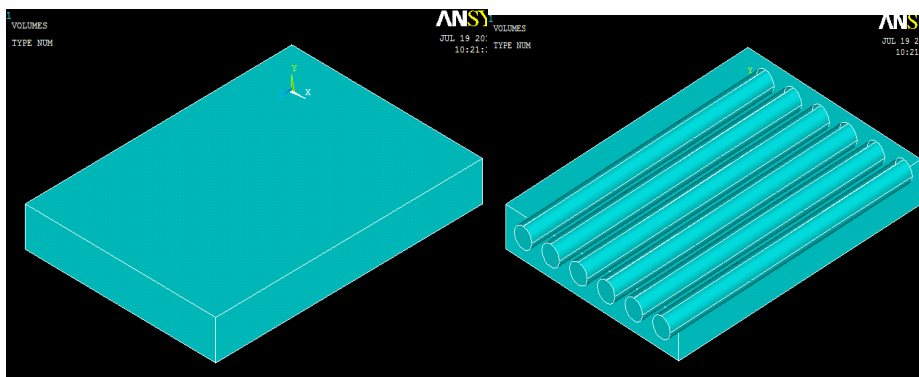 1
VOLUMES
TYPE NUM
ANSY
JUL 19 20
10:21:
Y
X
1
VOLUMES
TYPE NUM
ANS
JUL 19 2
10:21
Y